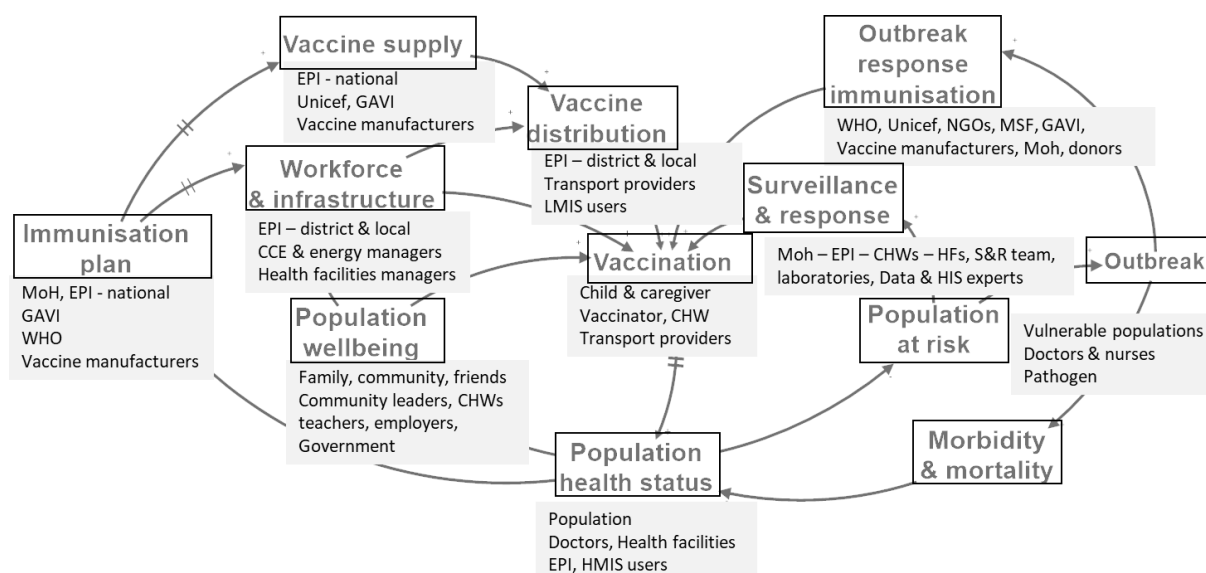 Vaccine supply
EPI - national
Unicef, GAVI
Vaccine manufacturers
Outbreak
response
immunisation
WHO, Unicef, NGOs, MSF, GAVI,
Vaccine manufacturers, Moh, donors
Vaccine
distribution
EPI – district & local
Transport providers
LMIS users
Workforce
& infrastructure
EPI – district & local
CCE & energy managers
Health facilities managers
Surveillance
& response
Moh – EPI – CHWs – HFs, S&R team,
laboratories, Data & HIS experts
Immunisation
plan
MoH, EPI - national
GAVI
WHO
Vaccine manufacturers
Vaccination
Child & caregiver
Vaccinator, CHW
Transport providers
Outbreak
Vulnerable populations
Doctors & nurses
Pathogen
Population
wellbeing
Family, community, friends
Community leaders, CHWs
teachers, employers,
Government
Population
at risk
Population
health status
Population
Doctors, Health facilities
EPI, HMIS users
Morbidity
& mortality